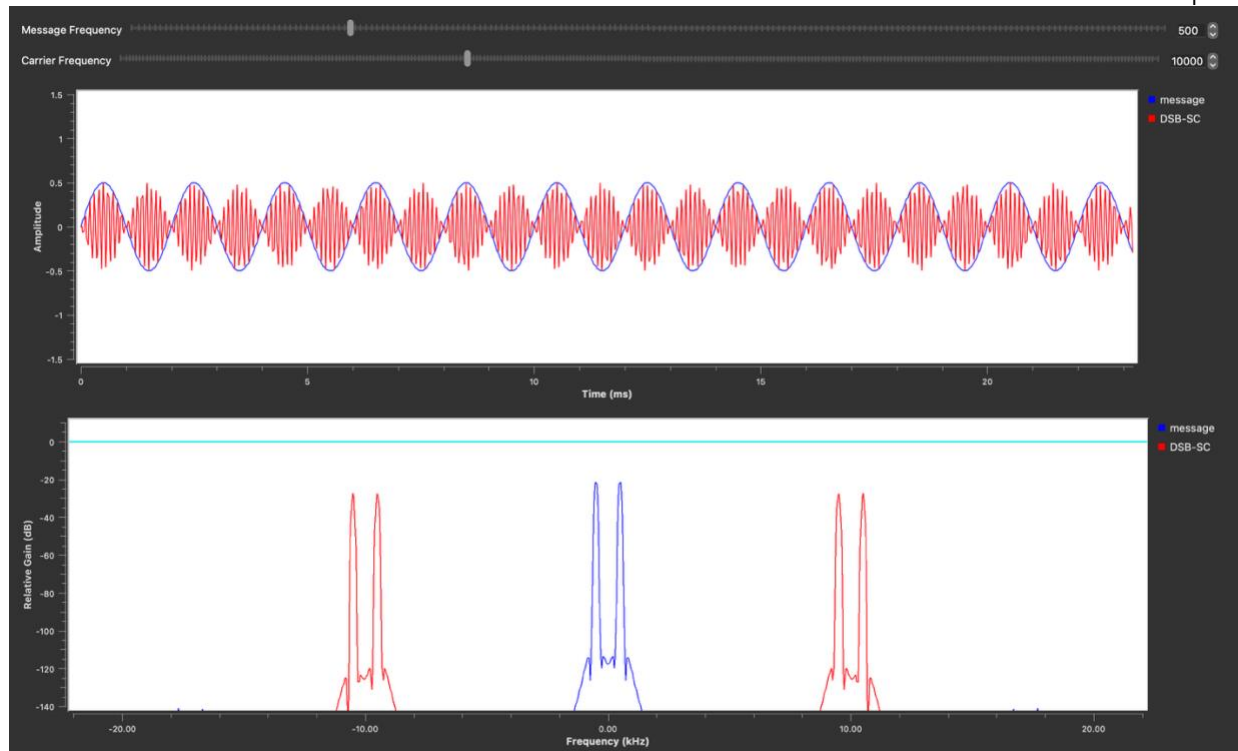 Message Frequency 500
Carrier Frequency 10000
1.5
1
0.5
0
-0.5
-1
-1.5
Amplitude
0 5 10 15 20
Time (ms)
message
DSB-SC
0
-20
-40
-60
-80
-100
-120
-140
Relative Gain (dB)
-20.00 -10.00 0.00 10.00 20.00
Frequency (kHz)
message
DSB-SC